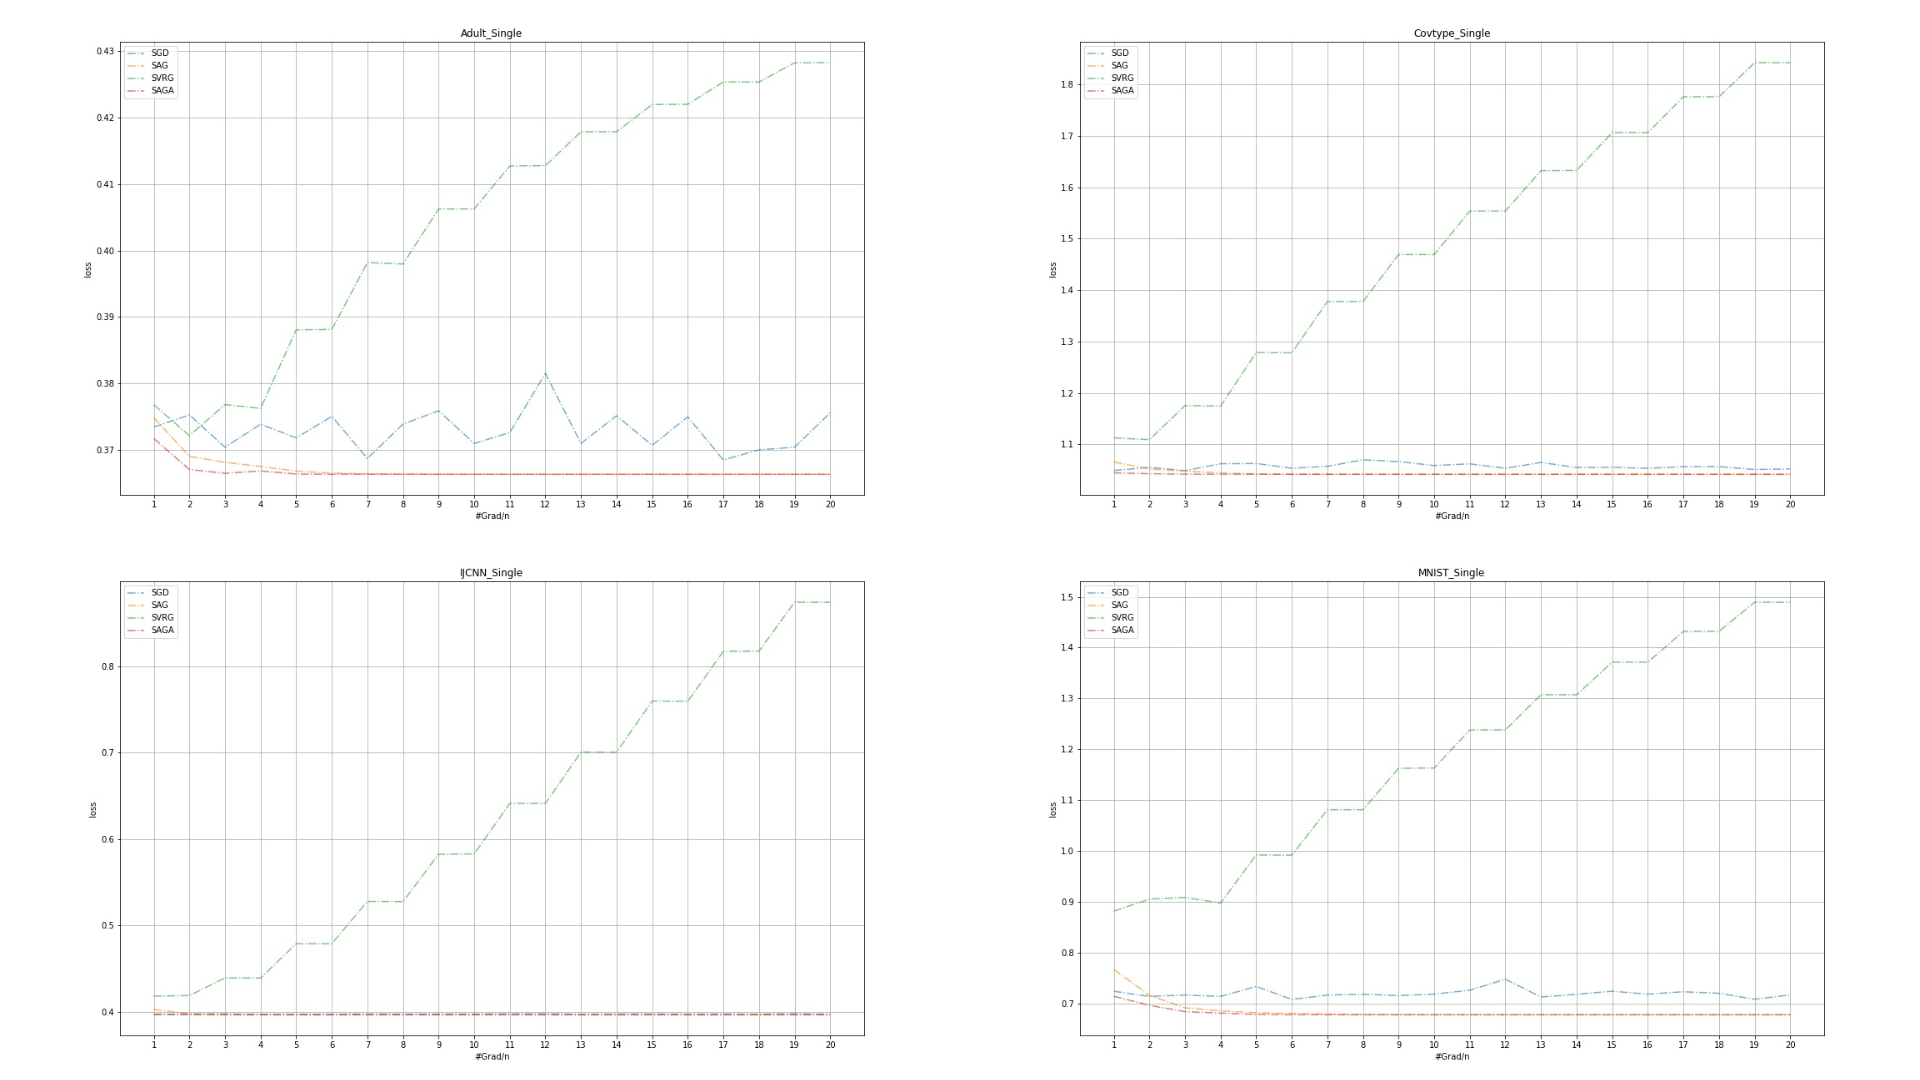 Adult_Single
SGD
SAG
SVRG
SAGA
0.43
0.42
0.41
0.40
0.39
0.38
0.37
loss
1 2 3 4 5 6 7 8 9 10 11 12 13 14 15 16 17 18 19 20
#Grad/n
Covtype_Single
SGD
SAG
SVRG
SAGA
1.8
1.7
1.6
1.5
1.4
1.3
1.2
1.1
loss
1 2 3 4 5 6 7 8 9 10 11 12 13 14 15 16 17 18 19 20
#Grad/n
IJCNN_Single
SGD
SAG
SVRG
SAGA
0.8
0.7
0.6
0.5
0.4
loss
1 2 3 4 5 6 7 8 9 10 11 12 13 14 15 16 17 18 19 20
#Grad/n
MNIST_Single
SGD
SAG
SVRG
SAGA
1.5
1.4
1.3
1.2
1.1
1.0
0.9
0.8
0.7
loss
1 2 3 4 5 6 7 8 9 10 11 12 13 14 15 16 17 18 19 20
#Grad/n